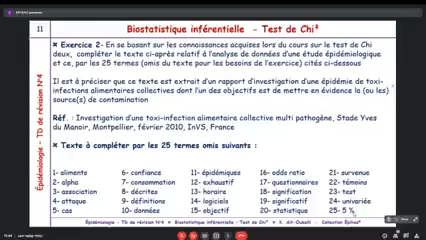 11
Biostatistique inférentielle - Test de Chi²
Épidémiologie - TD de révision N°4
✖ Exercice 2- En se basant sur les connaissances acquises lors du cours sur le test de Chi
deux, compléter le texte ci-après relatif à l'analyse de données d'une étude épidémiologique
et ce, par les 25 termes (omis du texte pour les besoins de l'exercice) cités ci-dessous
Il est à préciser que ce texte est extrait d'un rapport d'investigation d'une épidémie de toxi-
infections alimentaires collectives dont l'un des objectifs est de mettre en évidence la (ou les)
source(s) de contamination
Réf. : Investigation d'une toxi-infection alimentaire collective multi pathogène, Stade Yves
du Manoir, Montpellier, février 2010, InVS, France
✖ Texte à compléter par les 25 termes omis suivants :
1- aliments 6- confiance 11- épidémiques 16- odds ratio 21- survenue
2- alpha 7- consommation 12- exhaustif 17- questionnaires 22- témoins
3- association 8- décrites 13- horaire 18- signification 23- test
4- attaque 9- définitions 14- logiciels 19- significatif 24- univariée
5- cas 10- données 15- objectif 20- statistique 25- 5 %
Épidémiologie - TD de révision N°4 ✖ Biostatistique inférentielle - Test de Chi² ✖